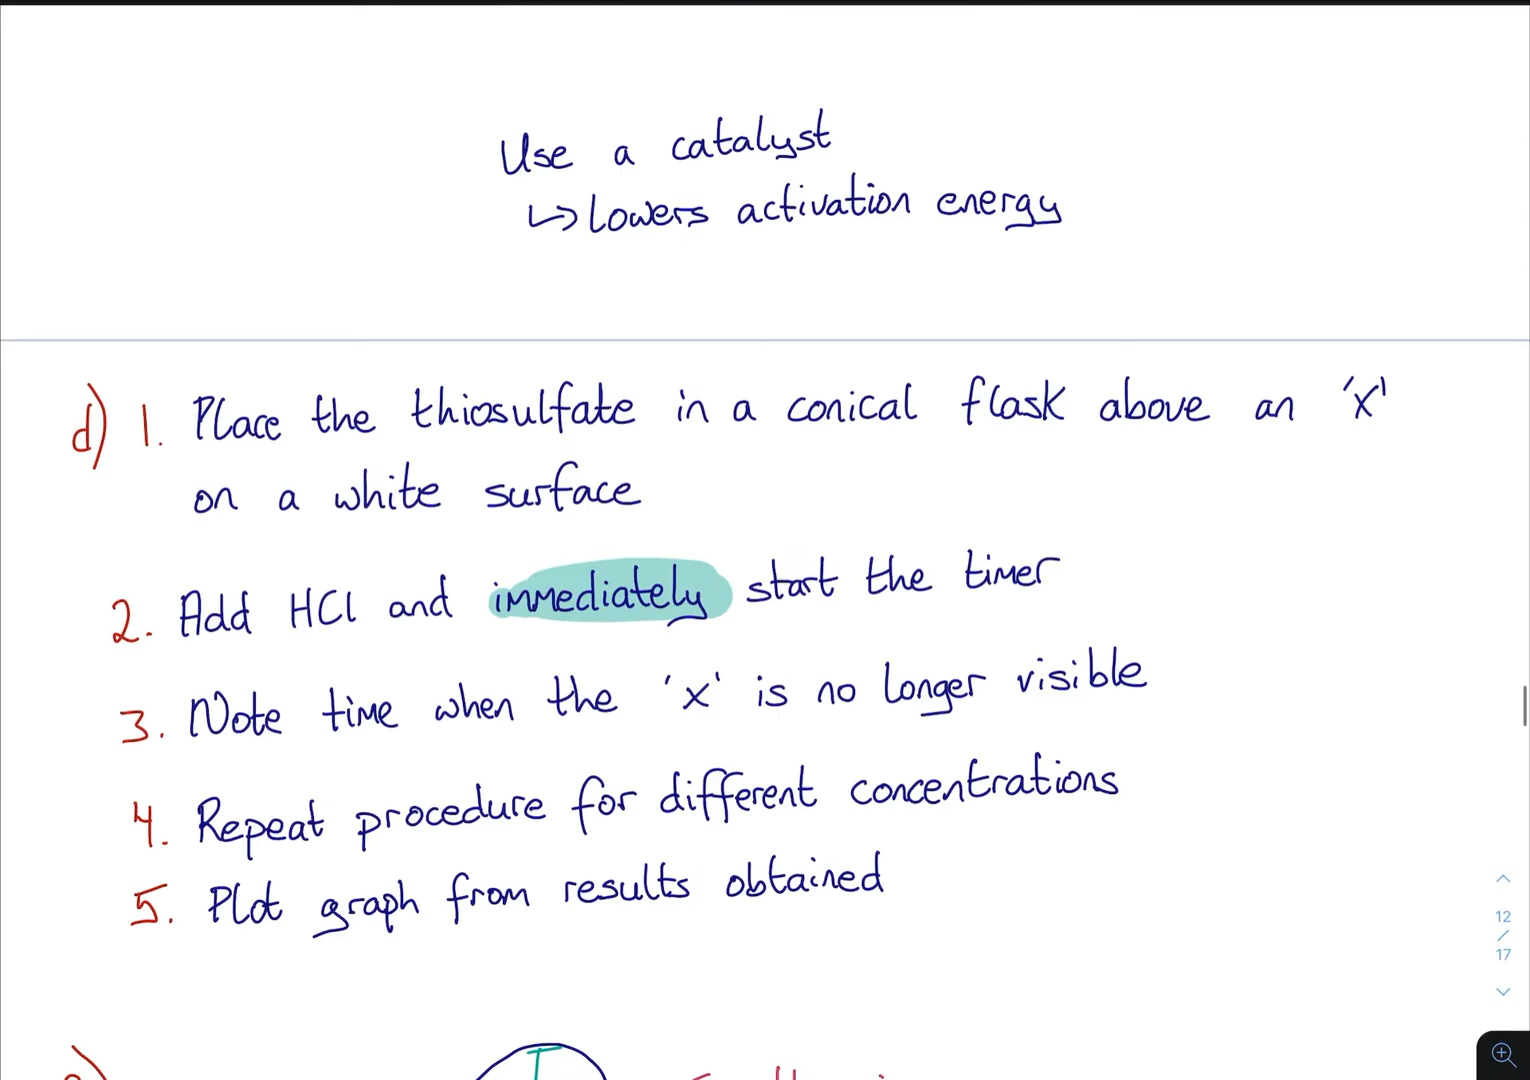 Use a catalyst
↳ Lowers activation energy
d) 1. Place the thiosulfate in a conical flask above an 'x'
on a white surface
2. Add HCl and immediately start the timer
3. Note time when the 'x' is no longer visible
4. Repeat procedure for different concentrations
5. Plot graph from results obtained
12
/
17